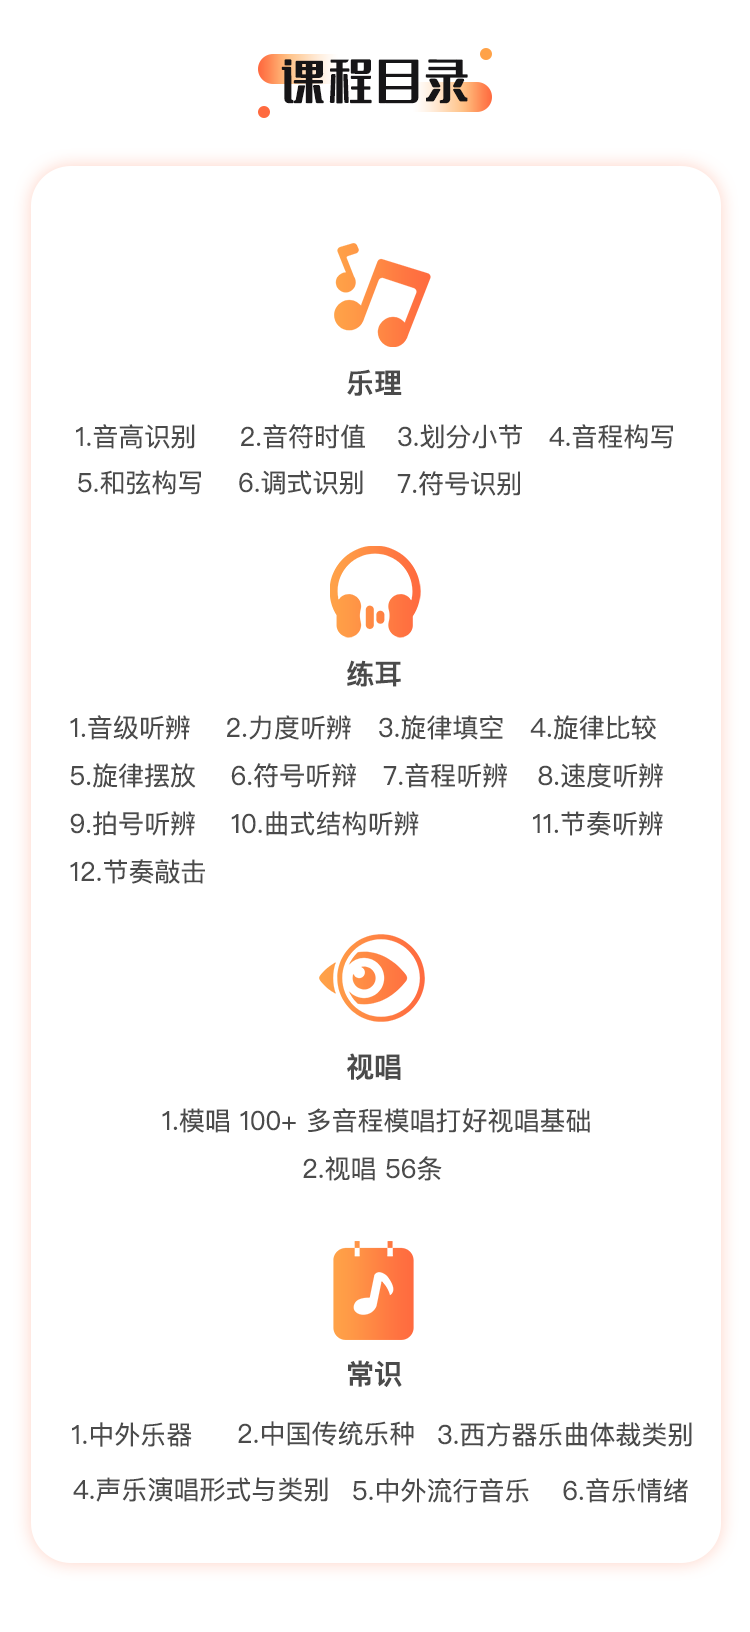 课程目录
乐理
1.音高识别 2.音符时值 3.划分小节 4.音程构写
5.和弦构写 6.调式识别 7.符号识别
练耳
1.音级听辨 2.力度听辨 3.旋律填空 4.旋律比较
5.旋律摆放 6.符号听辩 7.音程听辨 8.速度听辨
9.拍号听辨 10.曲式结构听辨 11.节奏听辨
12.节奏敲击
视唱
1.模唱 100+ 多音程模唱打好视唱基础
2.视唱 56条
常识
1.中外乐器 2.中国传统乐种 3.西方器乐曲体裁类别
4.声乐演唱形式与类别 5.中外流行音乐 6.音乐情绪